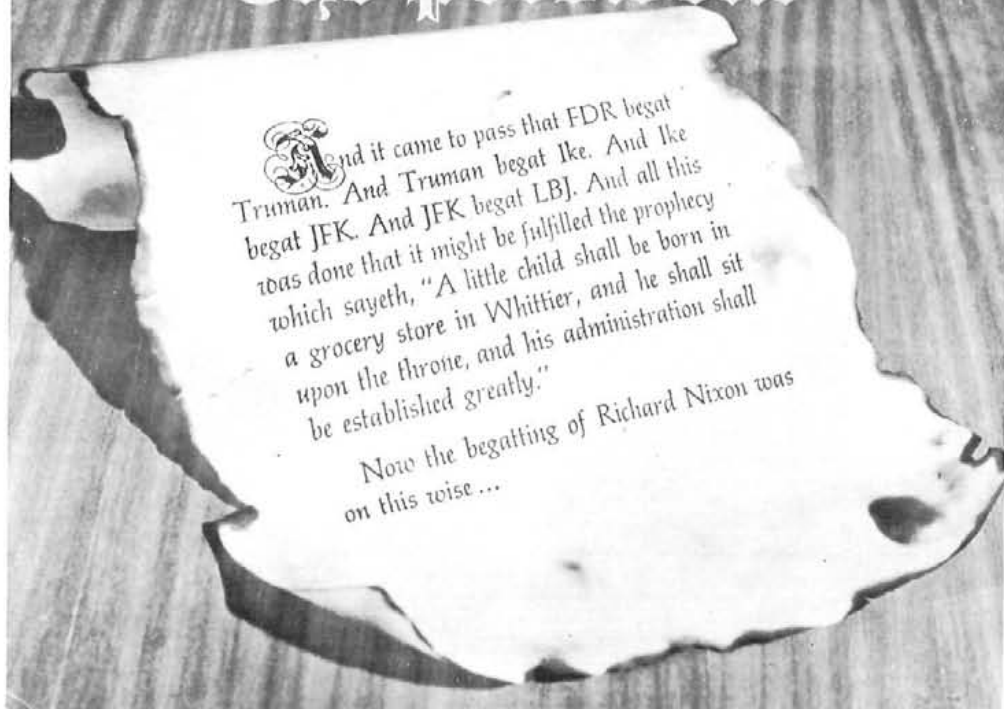 And it came to pass that FDR begat
Truman. And Truman begat Ike. And Ike
begat JFK. And JFK begat LBJ. And all this
was done that it might be fulfilled the prophecy
which sayeth, "A little child shall be born in
a grocery store in Whittier, and he shall sit
upon the throne, and his administration shall
be established greatly."
Now the begatting of Richard Nixon was
on this wise ...